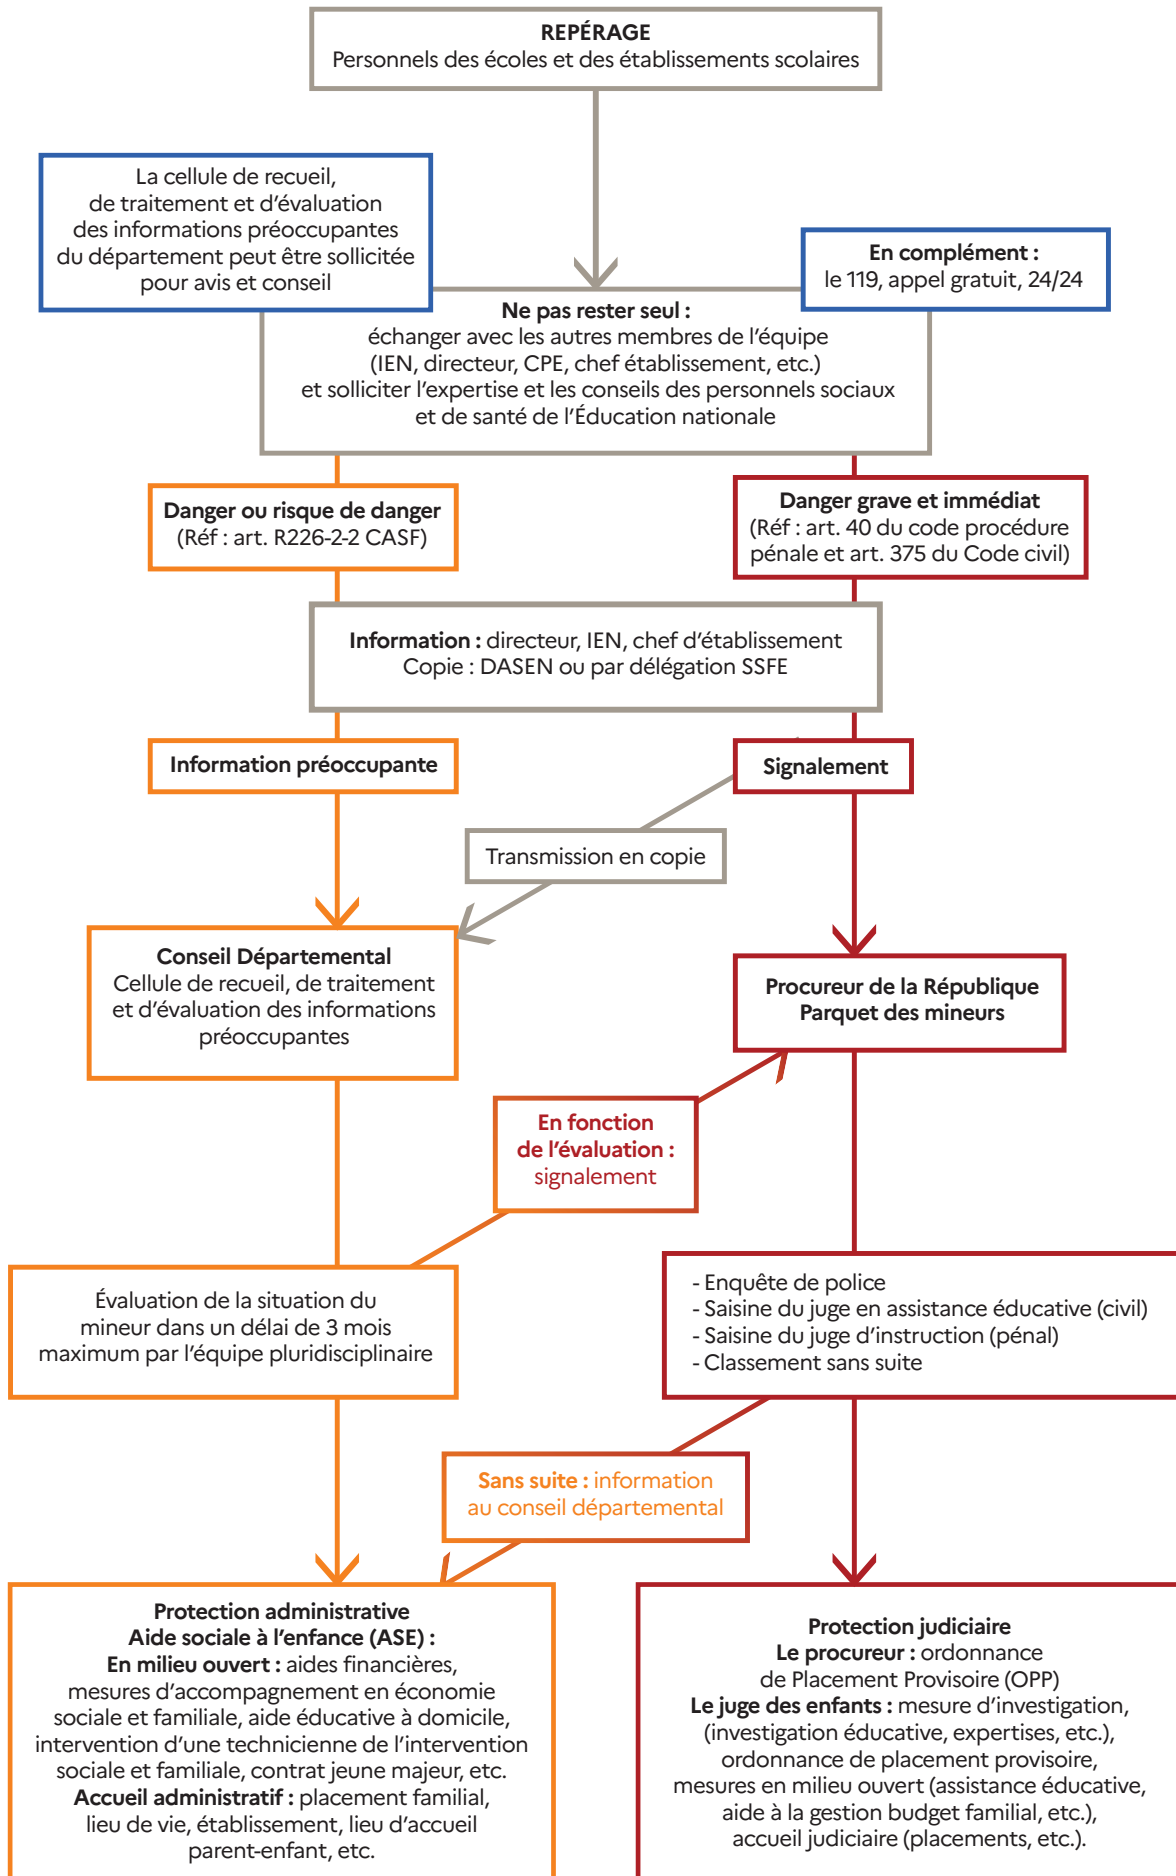 REPÉRAGE
Personnels des écoles et des établissements scolaires
La cellule de recueil,
de traitement et d'évaluation
des informations préoccupantes
du département peut être sollicitée
pour avis et conseil
En complément :
le 119, appel gratuit, 24/24
Ne pas rester seul :
échanger avec les autres membres de l'équipe
(IEN, directeur, CPE, chef établissement, etc.)
et solliciter l'expertise et les conseils des personnels sociaux
et de santé de l'Éducation nationale
Danger ou risque de danger
(Réf : art. R226-2-2 CASF)
Danger grave et immédiat
(Réf : art. 40 du code procédure
pénale et art. 375 du Code civil)
Information : directeur, IEN, chef d'établissement
Copie : DASEN ou par délégation SSFE
Information préoccupante
Signalement
Transmission en copie
Conseil Départemental
Cellule de recueil, de traitement
et d'évaluation des informations
préoccupantes
Procureur de la République
Parquet des mineurs
En fonction
de l'évaluation :
signalement
Évaluation de la situation du
mineur dans un délai de 3 mois
maximum par l'équipe pluridisciplinaire
- Enquête de police
- Saisine du juge en assistance éducative (civil)
- Saisine du juge d'instruction (pénal)
- Classement sans suite
Sans suite : information
au conseil départemental
Protection administrative
Aide sociale à l'enfance (ASE) :
En milieu ouvert : aides financières,
mesures d'accompagnement en économie
sociale et familiale, aide éducative à domicile,
intervention d'une technicienne de l'intervention
sociale et familiale, contrat jeune majeur, etc.
Accueil administratif : placement familial,
lieu de vie, établissement, lieu d'accueil
parent-enfant, etc.
Protection judiciaire
Le procureur : ordonnance
de Placement Provisoire (OPP)
Le juge des enfants : mesure d'investigation,
(investigation éducative, expertises, etc.),
ordonnance de placement provisoire,
mesures en milieu ouvert (assistance éducative,
aide à la gestion budget familial, etc.),
accueil judiciaire (placements, etc.).